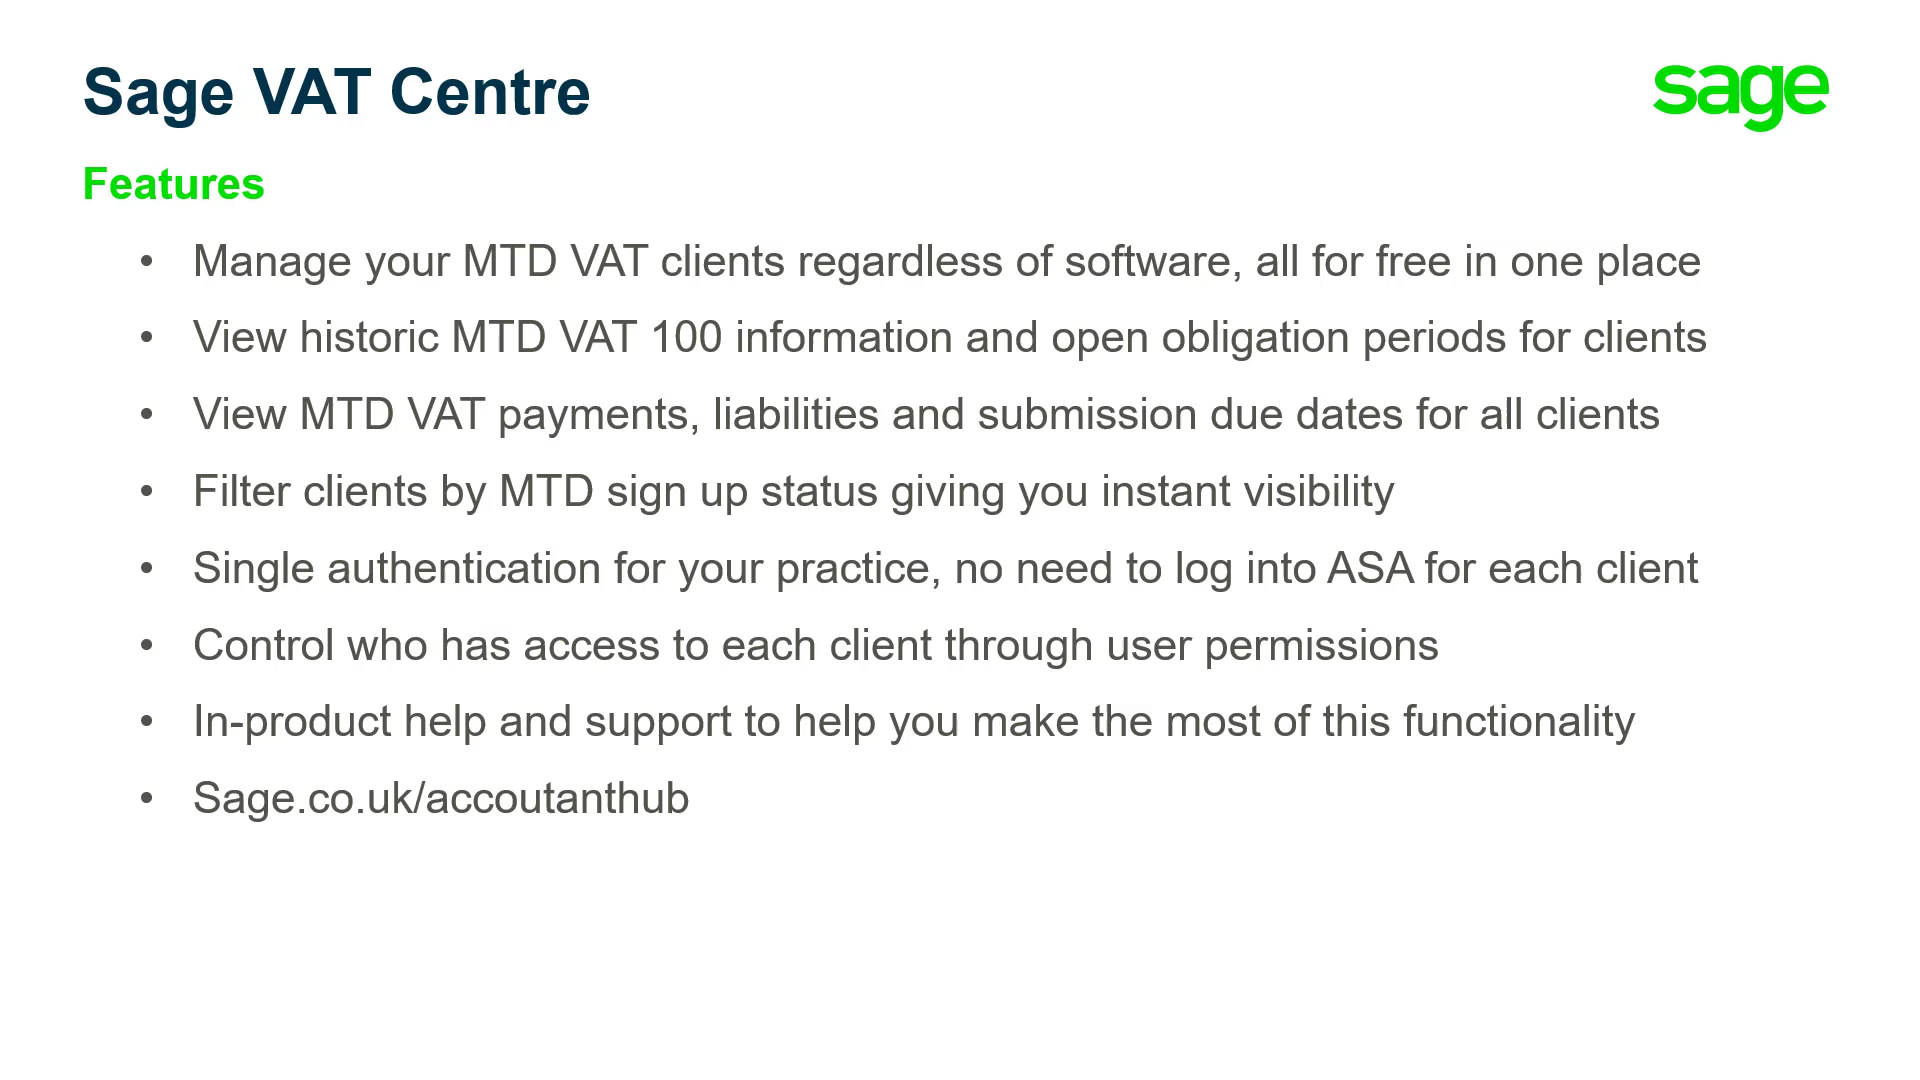 Sage VAT Centre
sage
Features
• Manage your MTD VAT clients regardless of software, all for free in one place
• View historic MTD VAT 100 information and open obligation periods for clients
• View MTD VAT payments, liabilities and submission due dates for all clients
• Filter clients by MTD sign up status giving you instant visibility
• Single authentication for your practice, no need to log into ASA for each client
• Control who has access to each client through user permissions
• In-product help and support to help you make the most of this functionality
• Sage.co.uk/accoutanthub